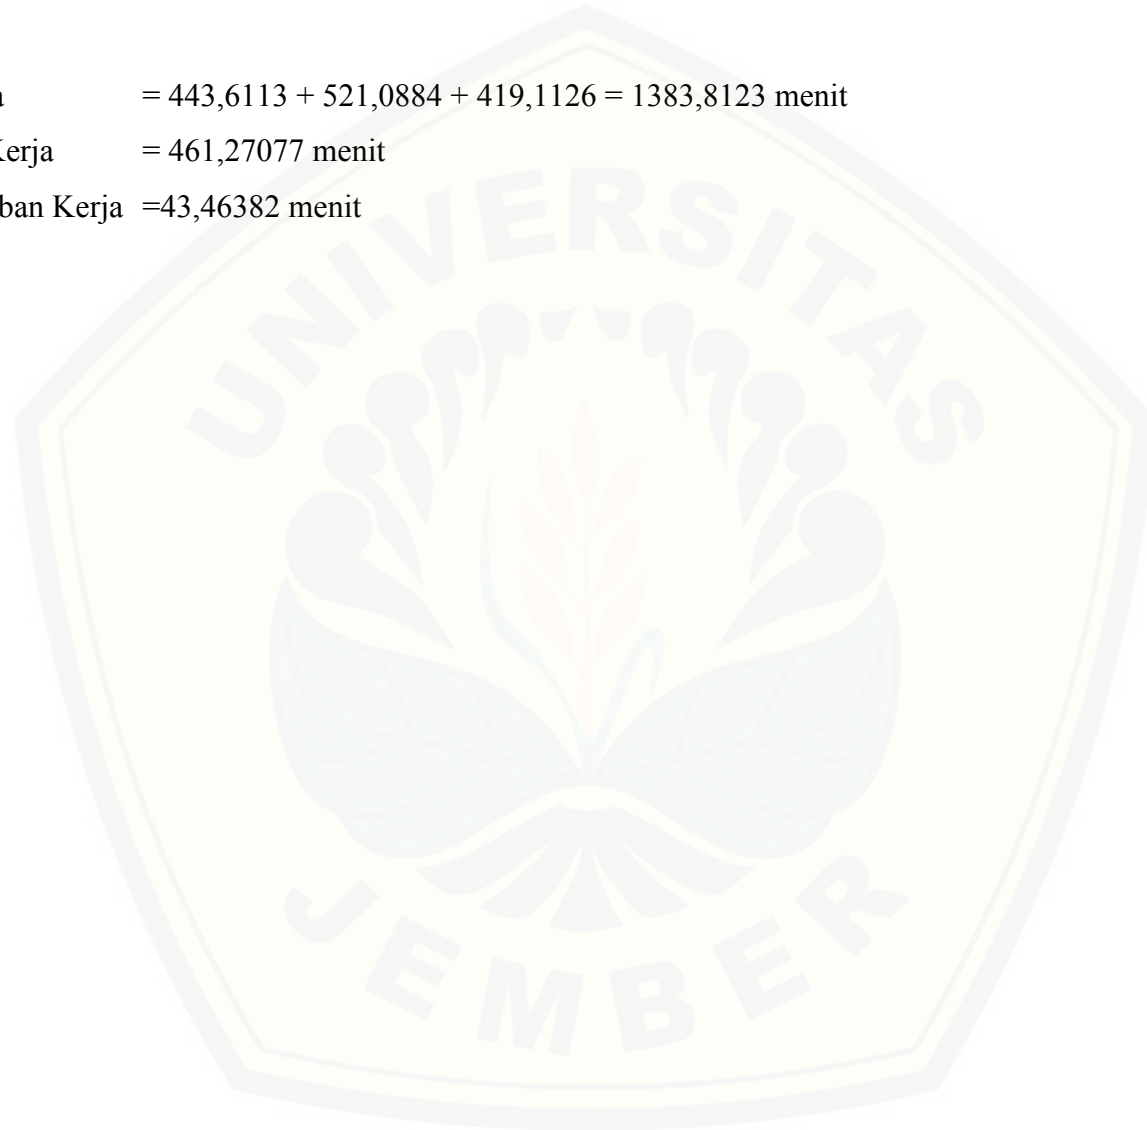 a = 443,6113 + 521,0884 + 419,1126 = 1383,8123 menit
Kerja = 461,27077 menit
ban Kerja =43,46382 menit
UNIVERSITAS
JEMBER